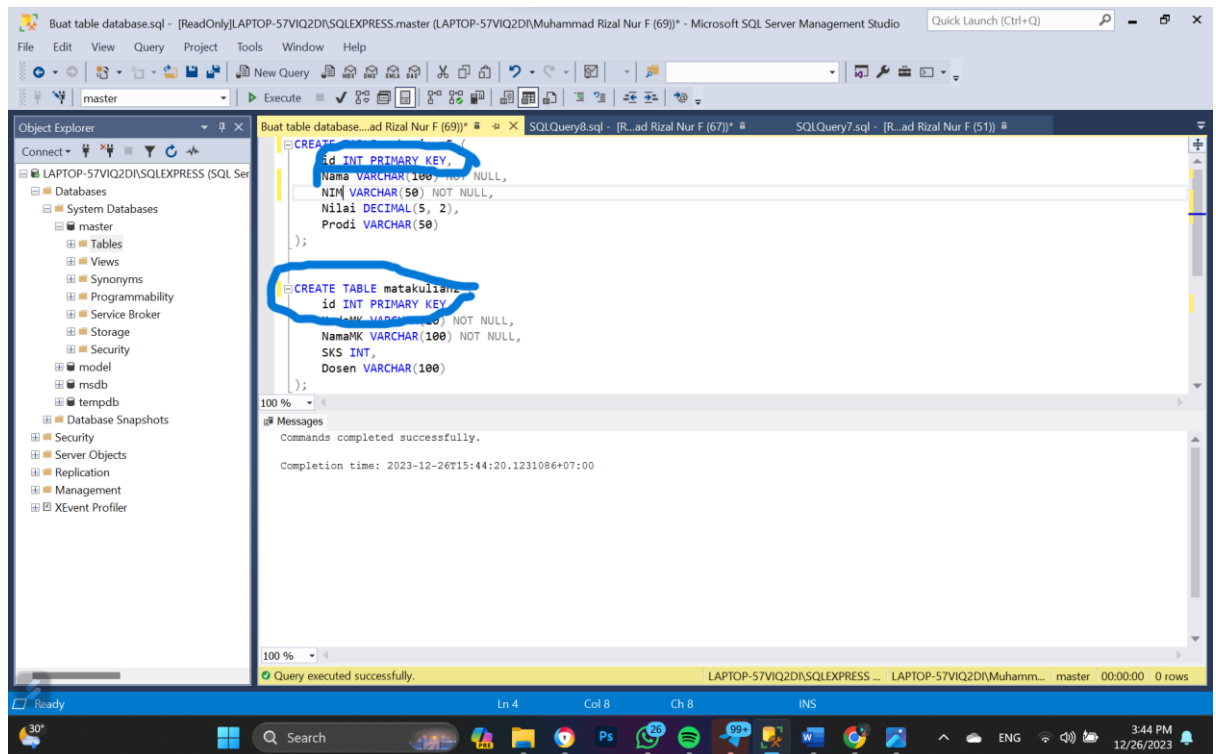 Buat table database.sql - [ReadOnly]LAPTOP-57VIQ2DI\SQLEXPRESS.master (LAPTOP-57VIQ2DI\Muhammad Rizal Nur F (69))* - Microsoft SQL Server Management Studio
Quick Launch (Ctrl+Q)
File Edit View Query Project Tools Window Help
New Query
master Execute
Object Explorer
Connect
LAPTOP-57VIQ2DI\SQLEXPRESS (SQL Ser
Databases
System Databases
master
Tables
Views
Synonyms
Programmability
Service Broker
Storage
Security
model
msdb
tempdb
Database Snapshots
Security
Server Objects
Replication
Management
XEvent Profiler
Buat table database....ad Rizal Nur F (69))* SQLQuery8.sql - [R...ad Rizal Nur F (67))* SQLQuery7.sql - [R...ad Rizal Nur F (51))
CREATE (
id INT PRIMARY KEY,
Nama VARCHAR(100) NOT NULL,
NIM VARCHAR(50) NOT NULL,
Nilai DECIMAL(5, 2),
Prodi VARCHAR(50)
);
CREATE TABLE
id INT PRIMARY KEY
NOT NULL,
NamaMK VARCHAR(100) NOT NULL,
SKS INT,
Dosen VARCHAR(100)
);
100 %
Messages
Commands completed successfully.
Completion time: 2023-12-26T15:44:20.1231086+07:00
100 %
Query executed successfully. LAPTOP-57VIQ2DI\SQLEXPRESS ... LAPTOP-57VIQ2DI\Muhamm... master 00:00:00 0 rows
Ready Ln 4 Col 8 Ch 8 INS
30°
Search
PRE
Ps
26
99+
ENG
3:44 PM
12/26/2023